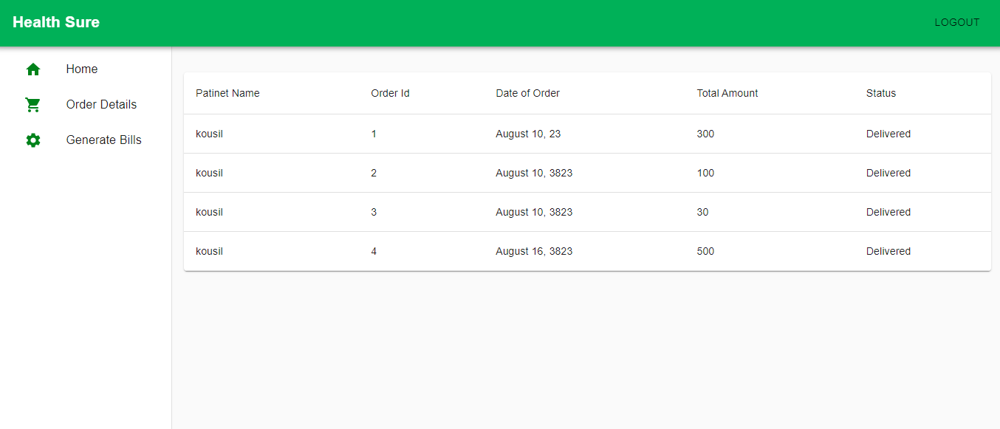 Health Sure
LOGOUT
Home
Order Details
Generate Bills
Patinet Name Order Id Date of Order Total Amount Status
kousil 1 August 10, 23 300 Delivered
kousil 2 August 10, 3823 100 Delivered
kousil 3 August 10, 3823 30 Delivered
kousil 4 August 16, 3823 500 Delivered